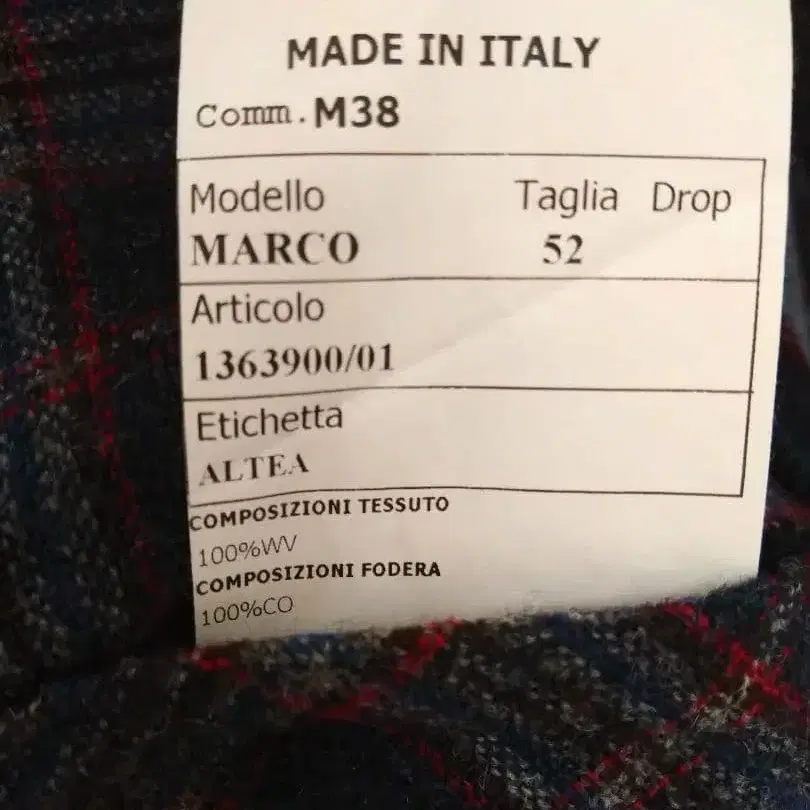 MADE IN ITALY
Comm. M38
Modello Taglia Drop
MARCO 52
Articolo
1363900/01
Etichetta
ALTEA
COMPOSIZIONI TESSUTO
100%WV
COMPOSIZIONI FODERA
100%CO